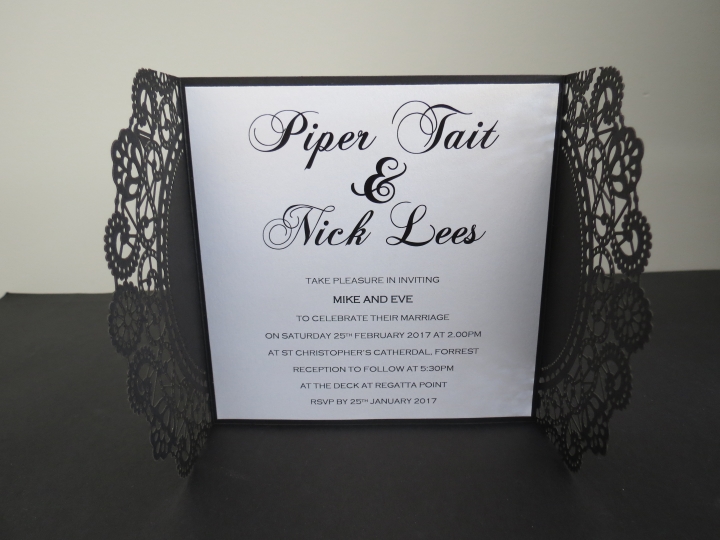 Piper Tait
&
Nick Lees
TAKE PLEASURE IN INVITING
MIKE AND EVE
TO CELEBRATE THEIR MARRIAGE
ON SATURDAY 25TH FEBRUARY 2017 AT 2.00PM
AT ST CHRISTOPHER'S CATHERDAL, FORREST
RECEPTION TO FOLLOW AT 5:30PM
AT THE DECK AT REGATTA POINT
RSVP BY 25TH JANUARY 2017